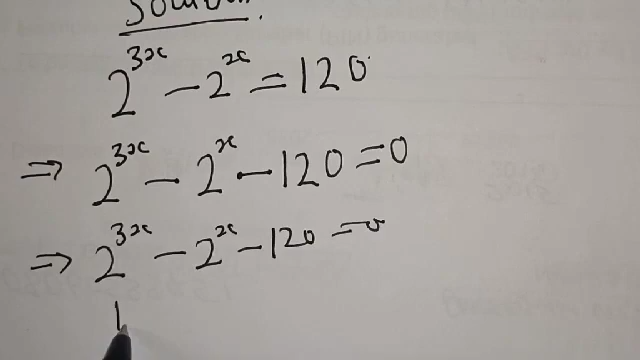 Solution.
2^{3x} - 2^{x} = 120
⇒ 2^{3x} - 2^{x} - 120 = 0
⇒ 2^{3x} - 2^{x} - 120 = 0